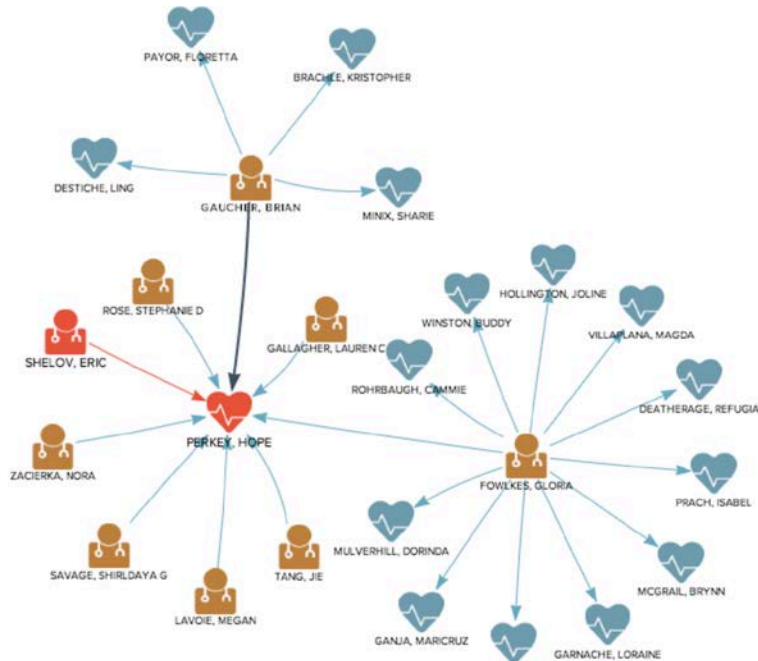 PAYOR, FLORETTA
BRACHLE, KRISTOPHER
DESTICHE, LING
GAUCHER, BRIAN
MINIX, SHARIE
HOLLINGTON, JOLINE
ROSE, STEPHANIE D
WINSTON, BUDDY
VILLAPLANA, MAGDA
GALLAGHER, LAUREN C
SHELOV, ERIC
ROHRBAUGH, CAMMIE
DEATHERAGE, REFUGIA
PERKEY, HOPE
ZACIERKA, NORA
FOWLKES, GLORIA
PRACH, ISABEL
MULVERHILL, DORINDA
SAVAGE, SHIRLDAYA G
TANG, JIE
MCGRAIL, BRYNN
LAVOIE, MEGAN
GANJA, MARICRUZ
GARNACHE, LORAINE